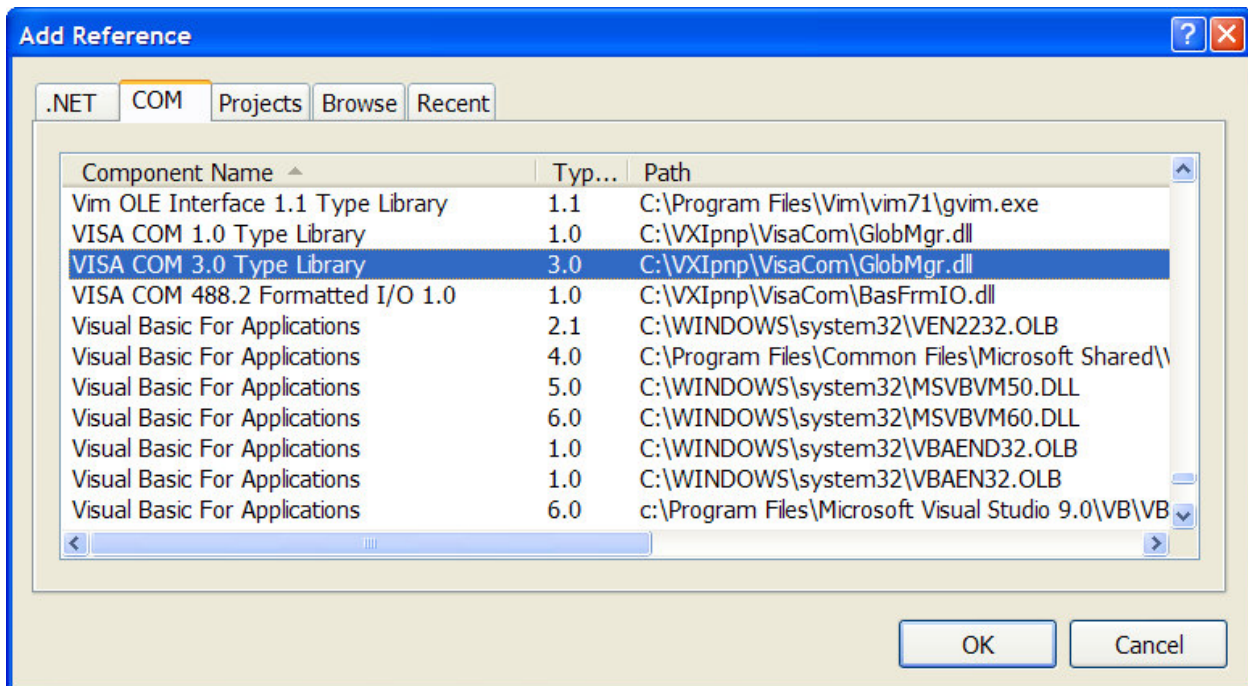 Add Reference
.NET COM Projects Browse Recent
Component Name Typ... Path
Vim OLE Interface 1.1 Type Library 1.1 C:\Program Files\Vim\vim71\gvim.exe
VISA COM 1.0 Type Library 1.0 C:\VXIpnp\VisaCom\GlobMgr.dll
VISA COM 3.0 Type Library 3.0 C:\VXIpnp\VisaCom\GlobMgr.dll
VISA COM 488.2 Formatted I/O 1.0 1.0 C:\VXIpnp\VisaCom\BasFrmIO.dll
Visual Basic For Applications 2.1 C:\WINDOWS\system32\VEN2232.OLB
Visual Basic For Applications 4.0 C:\Program Files\Common Files\Microsoft Shared\V
Visual Basic For Applications 5.0 C:\WINDOWS\system32\MSVBVM50.DLL
Visual Basic For Applications 6.0 C:\WINDOWS\system32\MSVBVM60.DLL
Visual Basic For Applications 1.0 C:\WINDOWS\system32\VBAEND32.OLB
Visual Basic For Applications 1.0 C:\WINDOWS\system32\VBAEN32.OLB
Visual Basic For Applications 6.0 c:\Program Files\Microsoft Visual Studio 9.0\VB\VB
OK Cancel